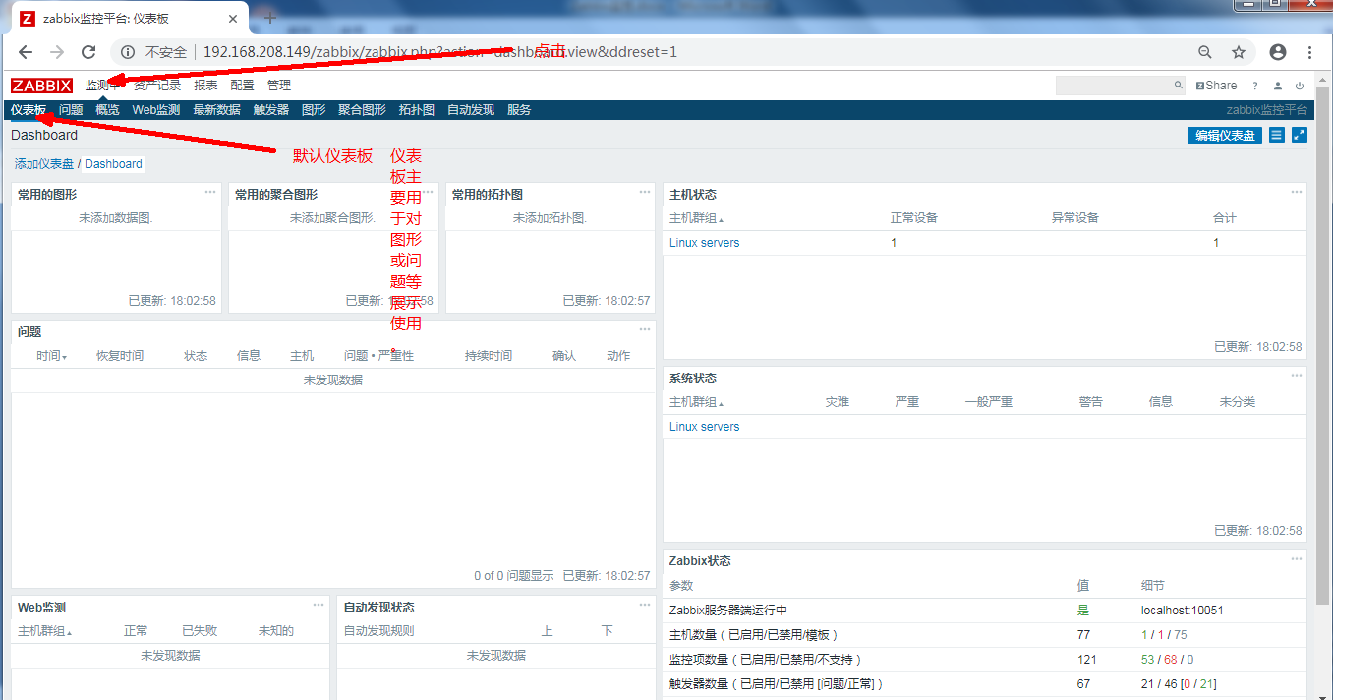 zabbix监控平台: 仪表板
不安全 192.168.208.149/zabbix/zabbix.php?action=dashboard.view&ddreset=1
点击
ZABBIX 监测中 资产记录 报表 配置 管理 Share ?
仪表板 问题 概览 Web监测 最新数据 触发器 图形 聚合图形 拓扑图 自动发现 服务 zabbix监控平台
Dashboard 编辑仪表盘
添加仪表盘 / Dashboard
默认仪表板
仪表
板主
要用
于对
图形
或问
题等
展示
使用
。
常用的图形
未添加数据图.
已更新: 18:02:58
常用的聚合图形
未添加聚合图形.
已更新: 58
常用的拓扑图
未添加拓扑图.
已更新: 18:02:57
主机状态
主机群组 正常设备 异常设备 合计
Linux servers 1 1
已更新: 18:02:58
问题
时间 恢复时间 状态 信息 主机 问题 • 严重性 持续时间 确认 动作
未发现数据
0 of 0 问题显示 已更新: 18:02:57
系统状态
主机群组 灾难 严重 一般严重 警告 信息 未分类
Linux servers
已更新: 18:02:58
Web监测
主机群组 正常 已失败 未知的
未发现数据
自动发现状态
自动发现规则 上 下
未发现数据
Zabbix状态
参数 值 细节
Zabbix服务器端运行中 是 localhost:10051
主机数量（已启用/已禁用/模板） 77 1 / 1 / 75
监控项数量（已启用/已禁用/不支持） 121 53 / 68 / 0
触发器数量（已启用/已禁用 [问题/正常]） 67 21 / 46 [0 / 21]